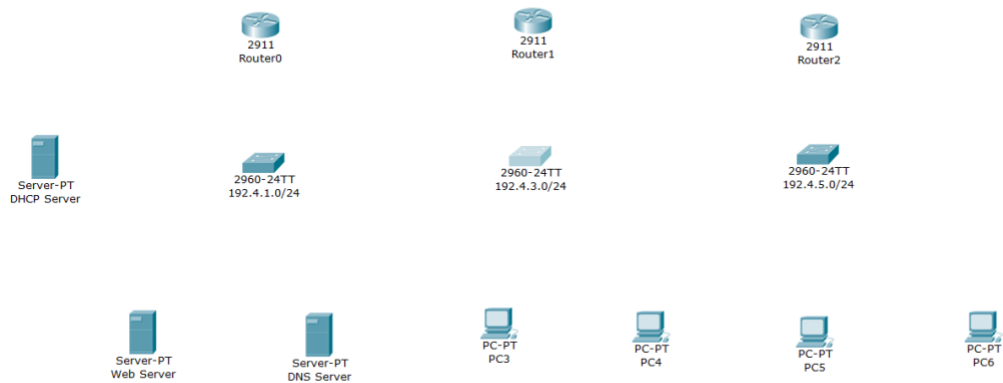 2911
Router0
2911
Router1
2911
Router2
Server-PT
DHCP Server
2960-24TT
192.4.1.0/24
2960-24TT
192.4.3.0/24
2960-24TT
192.4.5.0/24
Server-PT
Web Server
Server-PT
DNS Server
PC-PT
PC3
PC-PT
PC4
PC-PT
PC5
PC-PT
PC6